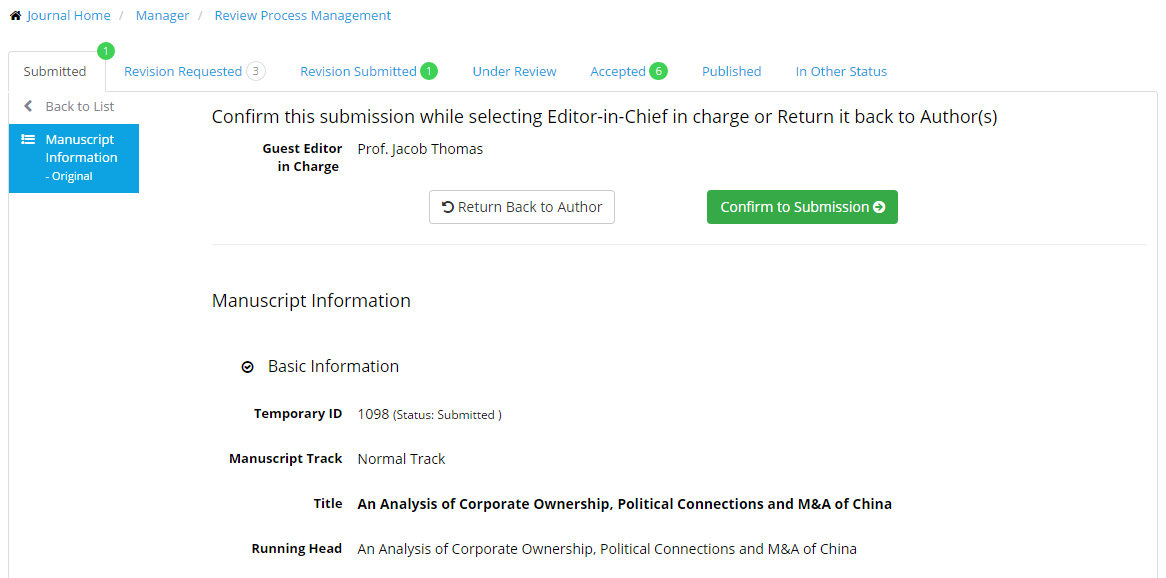 Journal Home / Manager / Review Process Management
1
Submitted Revision Requested 3 Revision Submitted 1 Under Review Accepted 6 Published In Other Status
Back to List
Manuscript
Information
- Original
Confirm this submission while selecting Editor-in-Chief in charge or Return it back to Author(s)
Guest Editor
in Charge
Prof. Jacob Thomas
Return Back to Author Confirm to Submission
Manuscript Information
Basic Information
Temporary ID 1098 (Status: Submitted )
Manuscript Track Normal Track
Title An Analysis of Corporate Ownership, Political Connections and M&A of China
Running Head An Analysis of Corporate Ownership, Political Connections and M&A of China